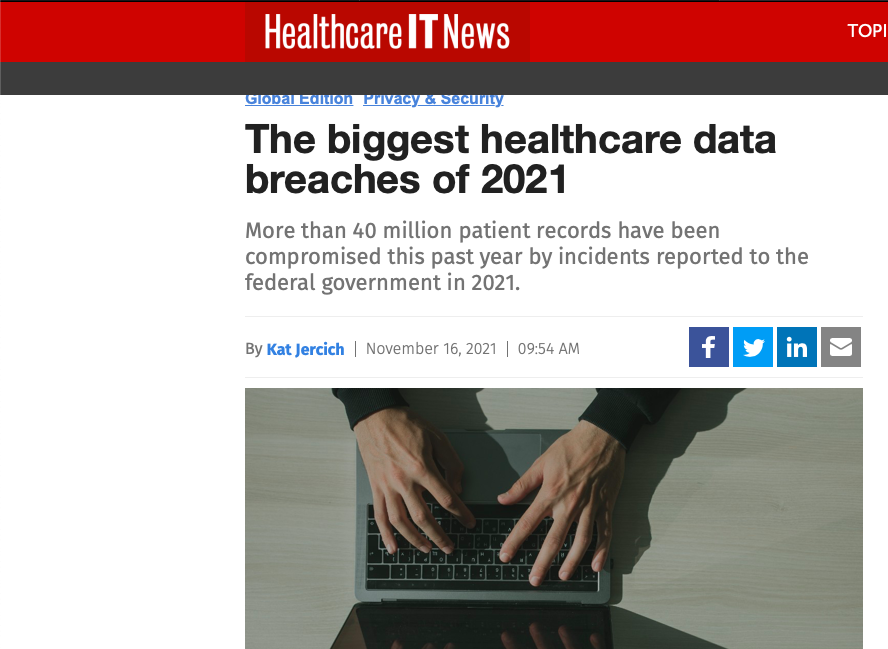 Healthcare IT News
TOPI
Global Edition Privacy & Security
The biggest healthcare data
breaches of 2021
More than 40 million patient records have been
compromised this past year by incidents reported to the
federal government in 2021.
By Kat Jercich | November 16, 2021 | 09:54 AM